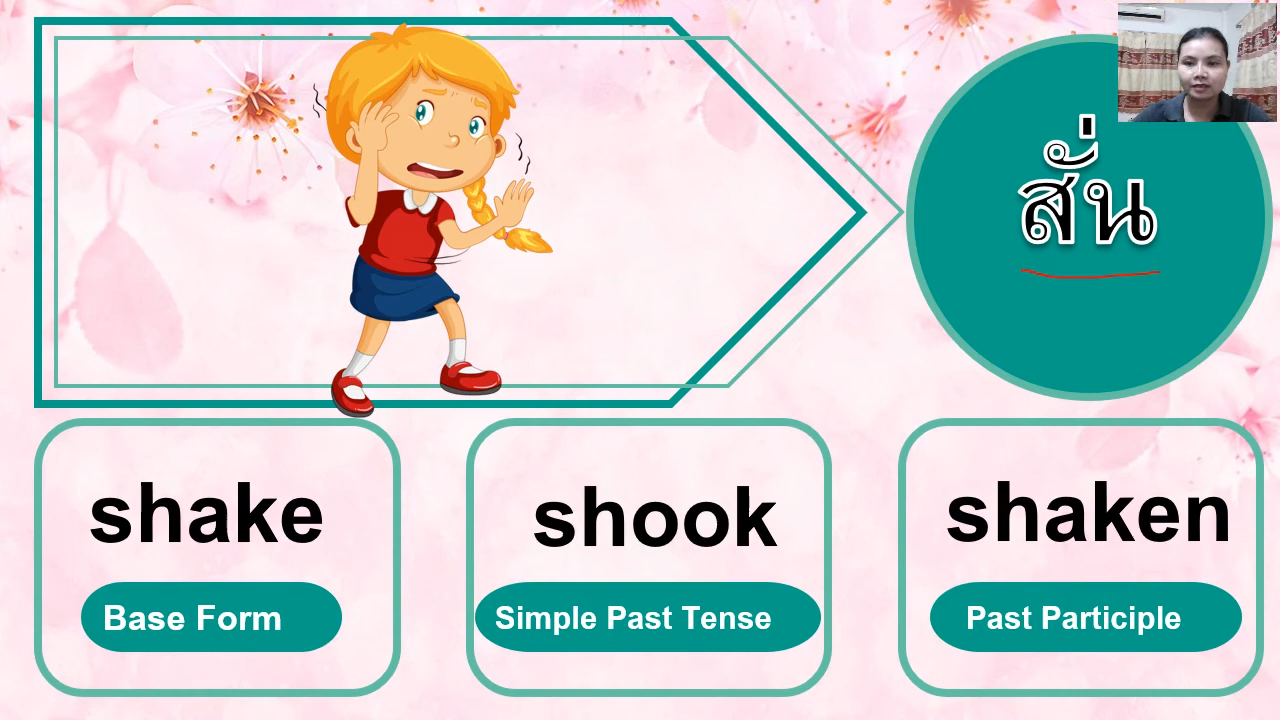 สั่น
shake
shook
shaken
Base Form
Simple Past Tense
Past Participle